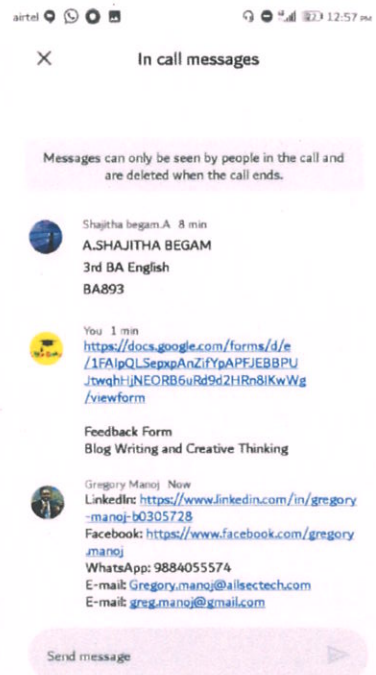 airtel 12:57 PM
In call messages
Messages can only be seen by people in the call and
are deleted when the call ends.
Shajitha begam.A 8 min
A.SHAJITHA BEGAM
3rd BA English
BA893
You 1 min
https://docs.google.com/forms/d/e
/1FAIpQLSepxpAnZifYpAPFJEBBPU
JtwqhHjNEORB6uRd9d2HRn8IKwWg
/viewform
Feedback Form
Blog Writing and Creative Thinking
Gregory Manoj Now
LinkedIn: https://www.linkedin.com/in/gregory
-manoj-b0305728
Facebook: https://www.facebook.com/gregory
.manoj
WhatsApp: 9884055574
E-mail: Gregory.manoj@allsectech.com
E-mail: greg.manoj@gmail.com
Send message